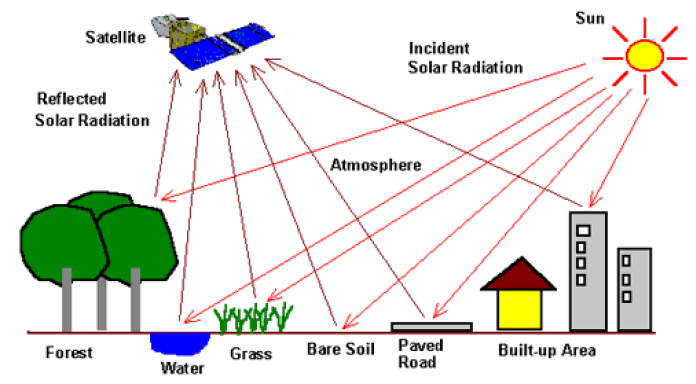 Sun
Satellite
Incident
Solar Radiation
Reflected
Solar Radiation
Atmosphere
Forest
Water
Grass
Bare Soil
Paved
Road
Built-up Area